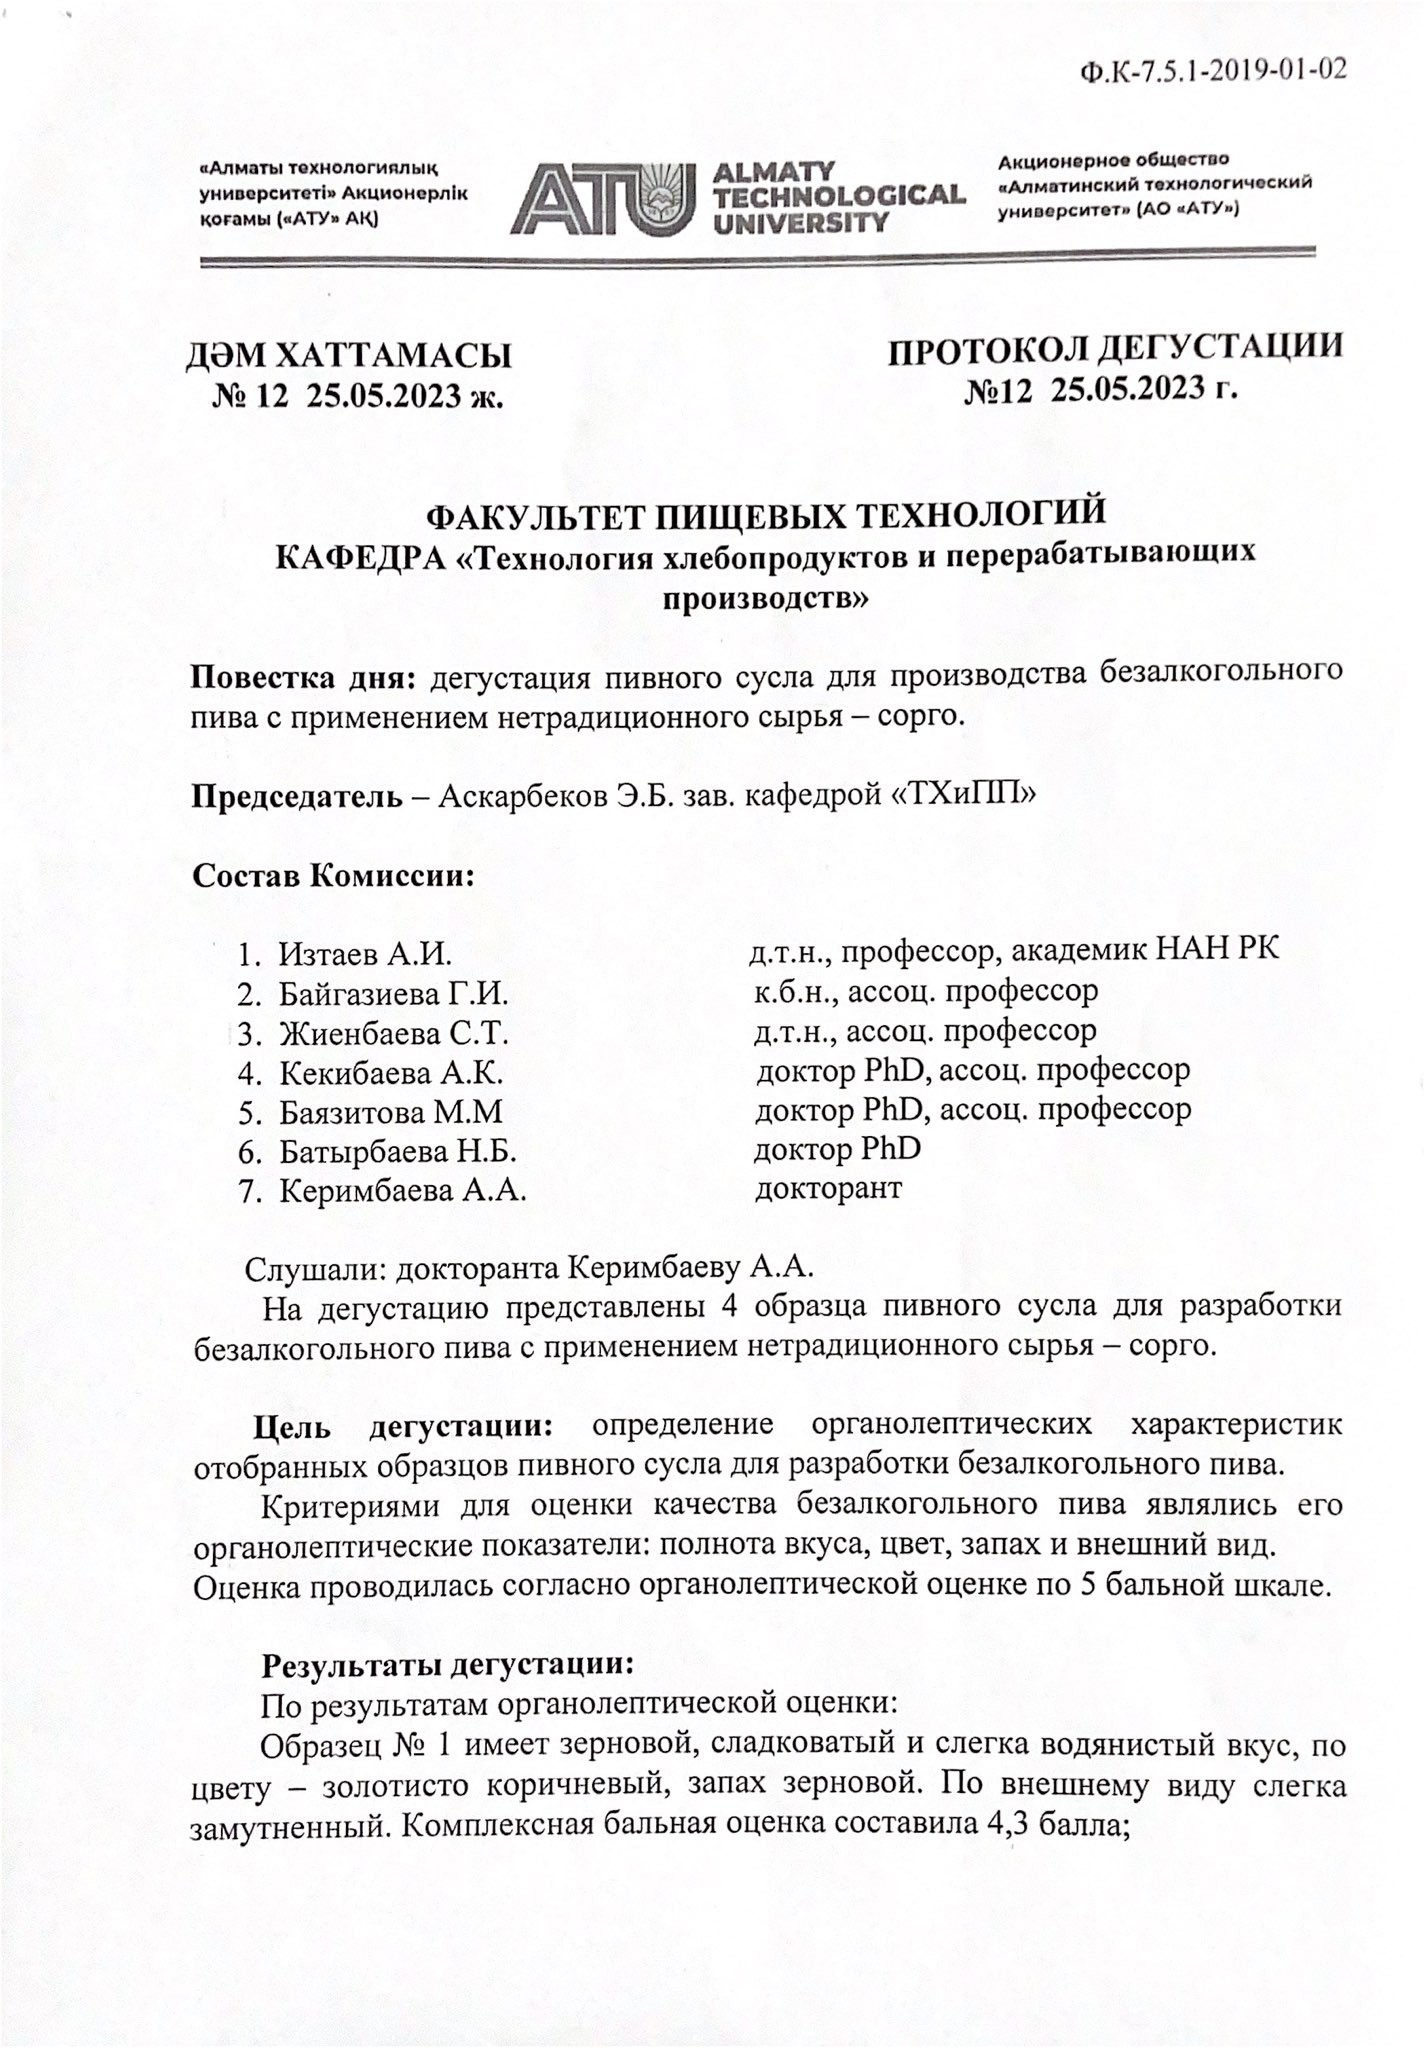 Ф.К-7.5.1-2019-01-02
«Алматы технологиялық
университеті» Акционерлік
қоғамы («АТУ» АҚ)
ATU
ALMATY
TECHNOLOGICAL
UNIVERSITY
Акционерное общество
«Алматинский технологический
университет» (АО «АТУ»)
ДӘМ ХАТТАМАСЫ
№ 12 25.05.2023 ж.
ПРОТОКОЛ ДЕГУСТАЦИИ
№12 25.05.2023 г.
ФАКУЛЬТЕТ ПИЩЕВЫХ ТЕХНОЛОГИЙ
КАФЕДРА «Технология хлебопродуктов и перерабатывающих
производств»
Повестка дня: дегустация пивного сусла для производства безалкогольного
пива с применением нетрадиционного сырья – сорго.
Председатель – Аскарбеков Э.Б. зав. кафедрой «ТХиПП»
Состав Комиссии:
1. Изтаев А.И. д.т.н., профессор, академик НАН РК
2. Байгазиева Г.И. к.б.н., ассоц. профессор
3. Жиенбаева С.Т. д.т.н., ассоц. профессор
4. Кекибаева А.К. доктор PhD, ассоц. профессор
5. Баязитова М.М доктор PhD, ассоц. профессор
6. Батырбаева Н.Б. доктор PhD
7. Керимбаева А.А. докторант
Слушали: докторанта Керимбаеву А.А.
На дегустацию представлены 4 образца пивного сусла для разработки
безалкогольного пива с применением нетрадиционного сырья – сорго.
Цель дегустации: определение органолептических характеристик
отобранных образцов пивного сусла для разработки безалкогольного пива.
Критериями для оценки качества безалкогольного пива являлись его
органолептические показатели: полнота вкуса, цвет, запах и внешний вид.
Оценка проводилась согласно органолептической оценке по 5 бальной шкале.
Результаты дегустации:
По результатам органолептической оценки:
Образец № 1 имеет зерновой, сладковатый и слегка водянистый вкус, по
цвету – золотисто коричневый, запах зерновой. По внешнему виду слегка
замутненный. Комплексная бальная оценка составила 4,3 балла;